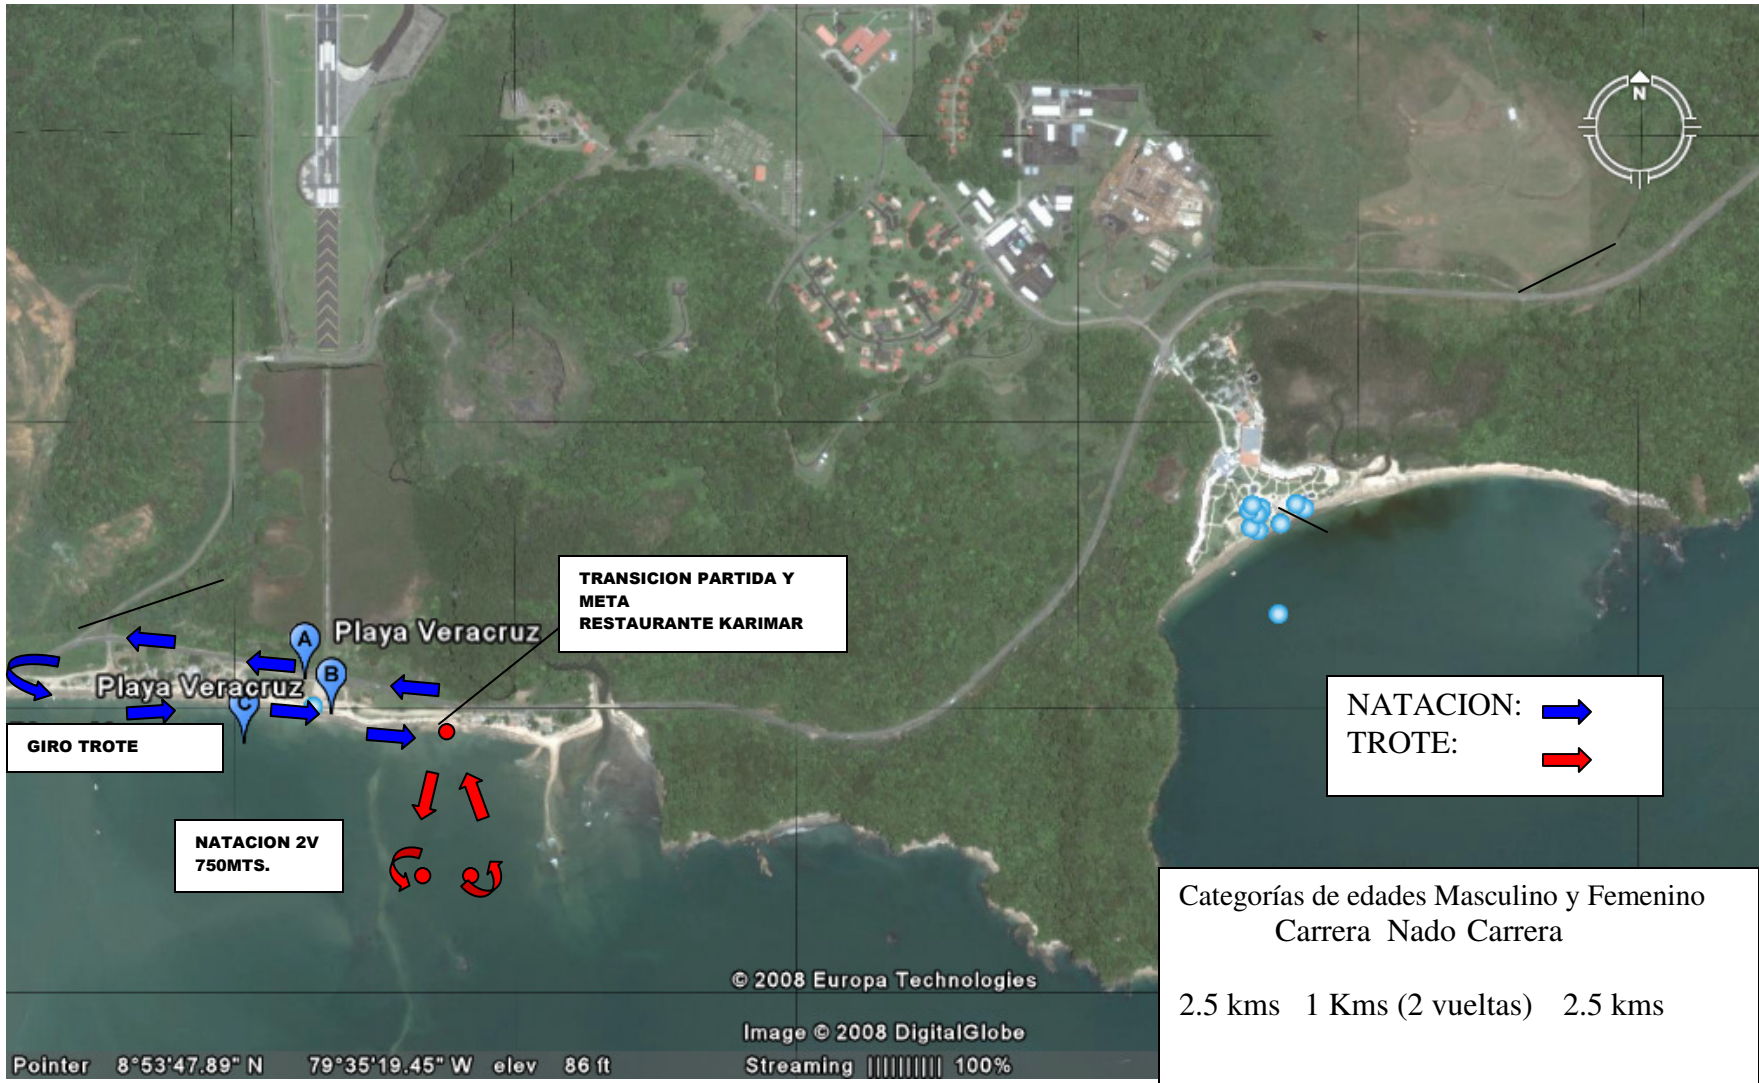 N
TRANSICION PARTIDA Y
META
RESTAURANTE KARIMAR
A
Playa Veracruz
B
Playa Veracruz
C
GIRO TROTE
NATACION 2V
750MTS.
NATACION:
TROTE:
Categorías de edades Masculino y Femenino
Carrera Nado Carrera
2.5 kms 1 Kms (2 vueltas) 2.5 kms
© 2008 Europa Technologies
Image © 2008 DigitalGlobe
Pointer 8°53'47.89" N 79°35'19.45" W elev 86 ft Streaming |||||||||| 100%